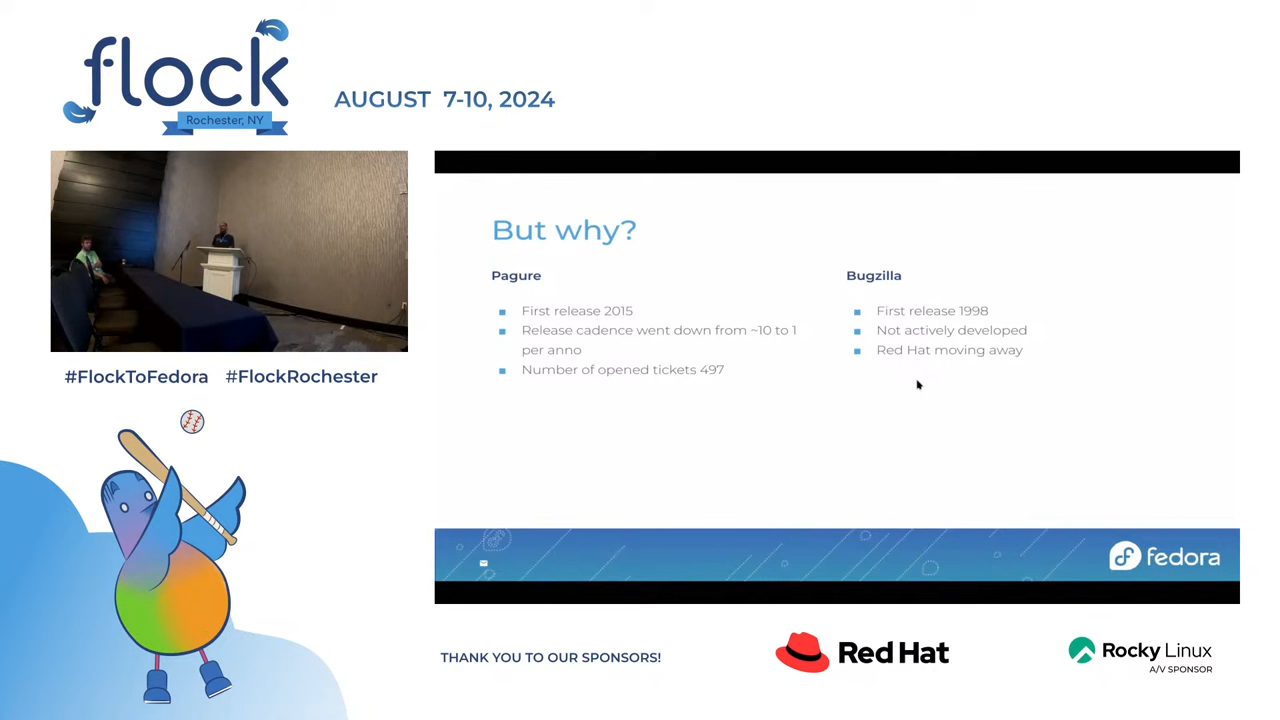 flock
Rochester, NY
AUGUST 7-10, 2024
But why?
Pagure
First release 2015
Release cadence went down from ~10 to 1
per anno
Number of opened tickets 497
Bugzilla
First release 1998
Not actively developed
Red Hat moving away
fedora
#FlockToFedora #FlockRochester
THANK YOU TO OUR SPONSORS!
Red Hat
Rocky Linux
A/V SPONSOR